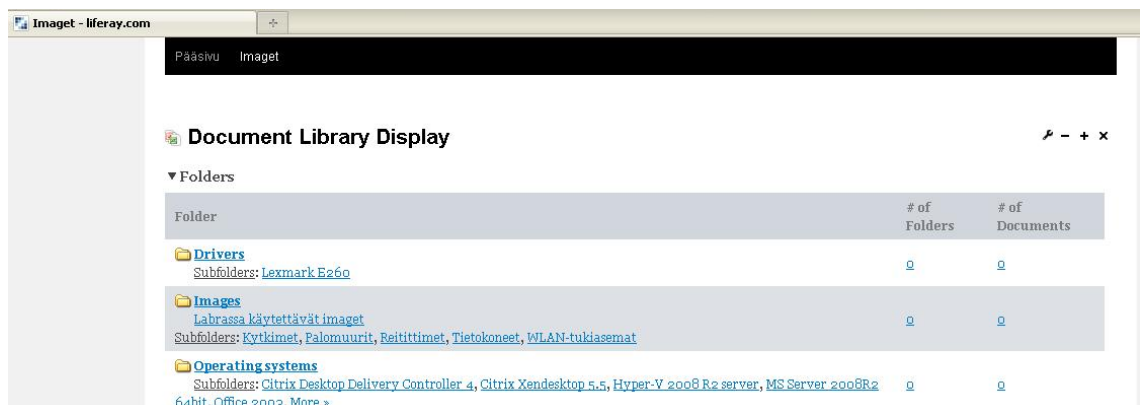 Imaget - liferay.com
Pääsivu Imaget
Document Library Display
Folders
Folder # of Folders # of Documents
Drivers
Subfolders: Lexmark E260 0 0
Images
Labrassa käytettävät imaget 0 0
Subfolders: Kytkimet, Palomuurit, Reitittimet, Tietokoneet, WLAN-tukiasemat
Operating systems
Subfolders: Citrix Desktop Delivery Controller 4, Citrix Xendesktop 5.5, Hyper-V 2008 R2 server, MS Server 2008R2 0 0
64bit, Office 2003, More »